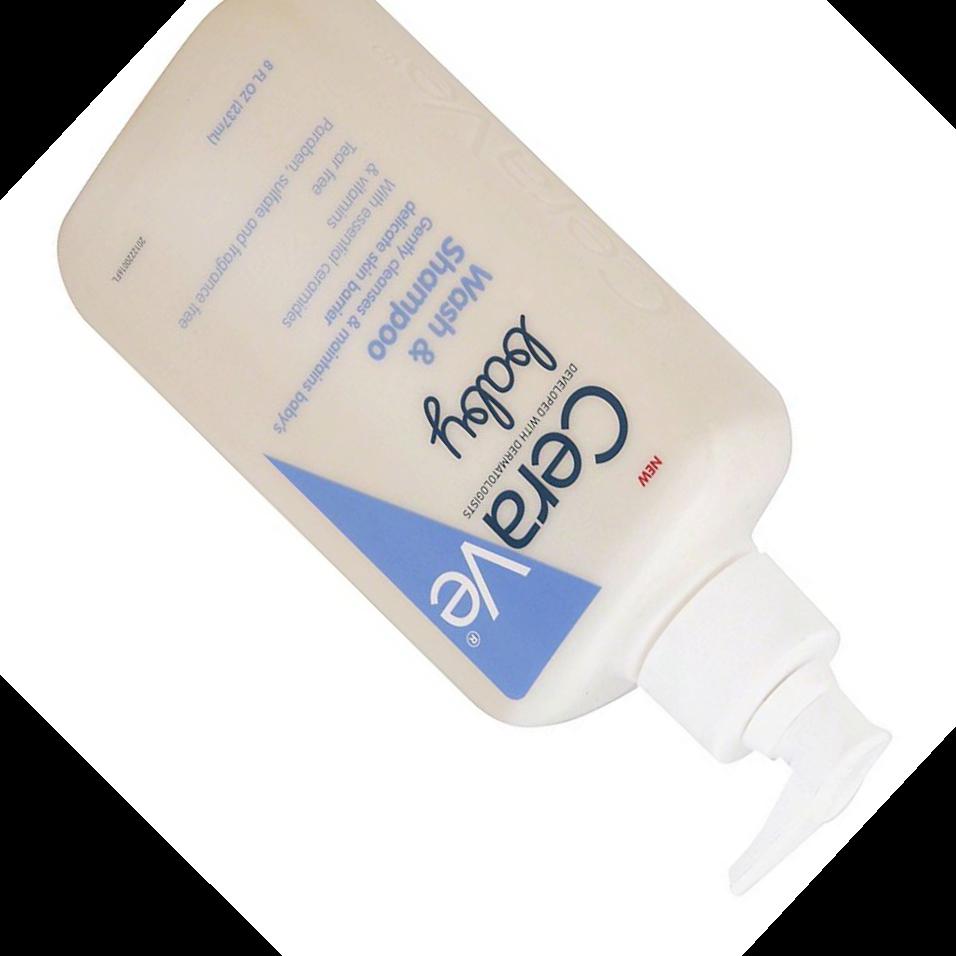 NEW
CeraVe®
DEVELOPED WITH DERMATOLOGISTS
baby
Wash &
Shampoo
Gently cleanses & maintains baby's
delicate skin barrier
With essential ceramides
& vitamins
Tear free
Paraben, sulfate and fragrance free
8 FL OZ (237mL)
CeraVe®